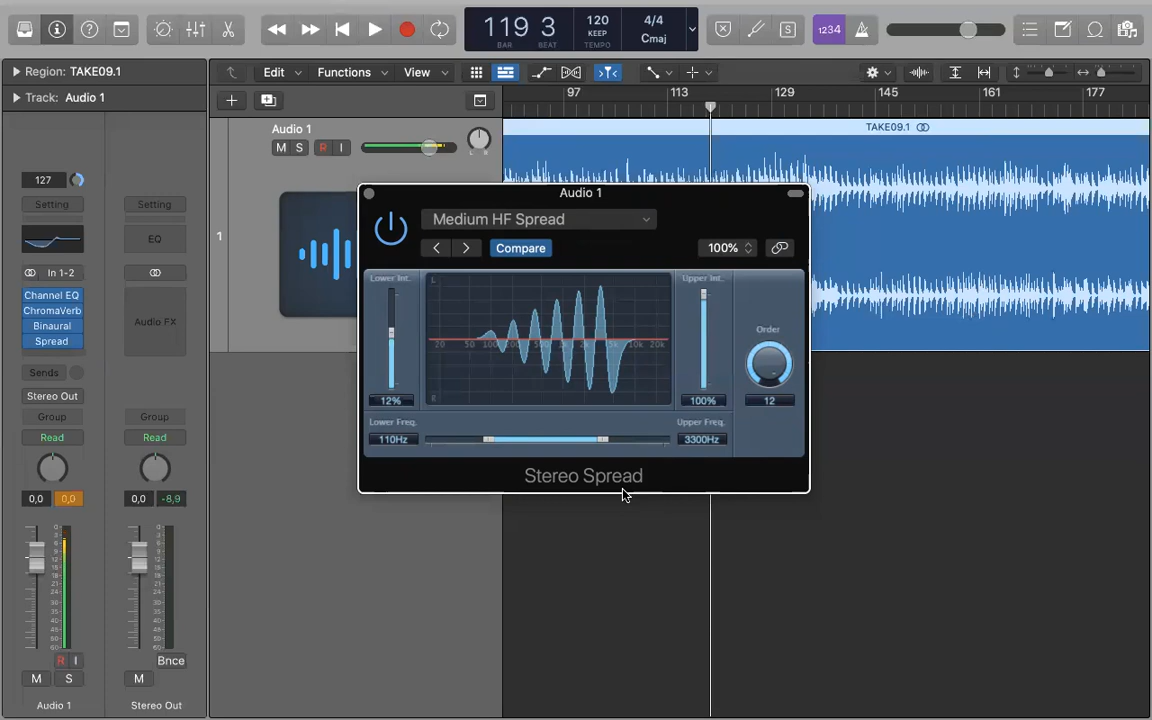 119 3
BAR BEAT
120
KEEP
TEMPO
4/4
Cmaj
S
1234
Region: TAKE09.1
Track: Audio 1
Edit
Functions
View
97
113
129
145
161
177
127
Setting
Setting
EQ
In 1-2
Channel EQ
ChromaVerb
Binaural
Spread
Audio FX
Sends
Stereo Out
Group
Group
Read
Read
0,0 0,0
0,0 -8,9
R I
Bnce
M S
M
Audio 1
Stereo Out
Audio 1
M S R I
L R
1
TAKE09.1
Audio 1
Medium HF Spread
Compare
100%
Lower Int.
Upper Int.
Order
12%
100%
12
Lower Freq.
Upper Freq.
110Hz
3300Hz
Stereo Spread